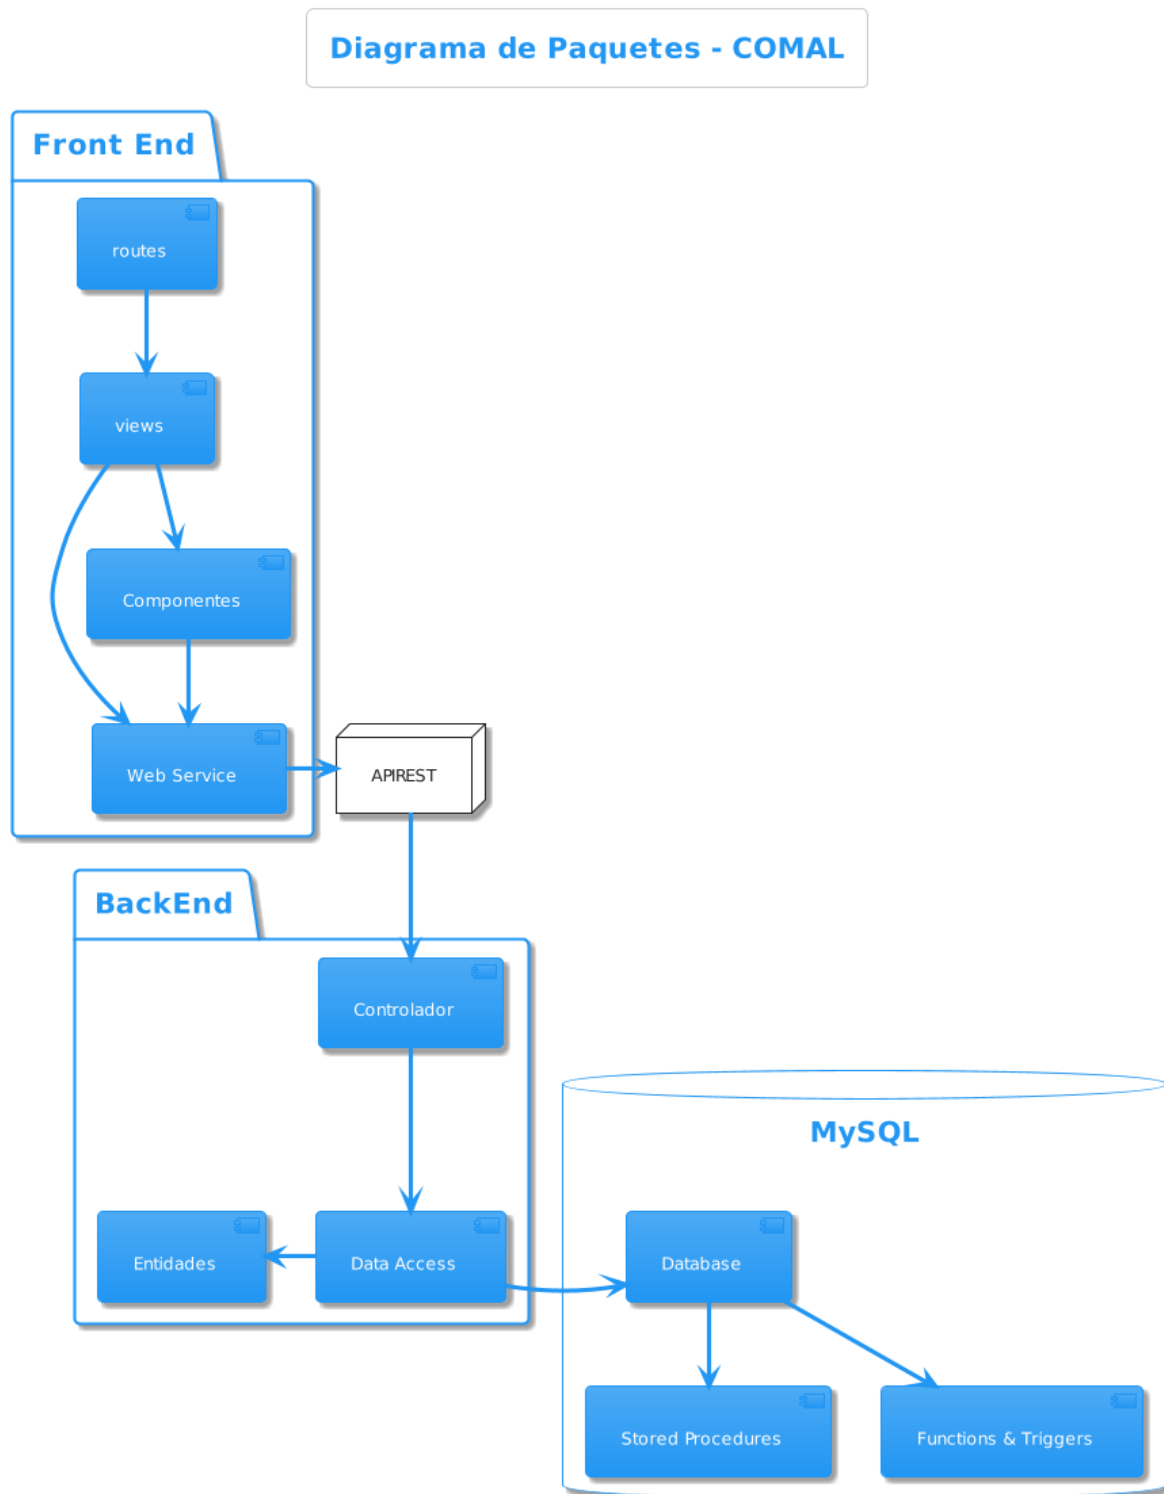 Diagrama de Paquetes - COMAL
Front End
routes
views
Componentes
Web Service
APIREST
BackEnd
Controlador
MySQL
Entidades
Data Access
Database
Stored Procedures
Functions & Triggers